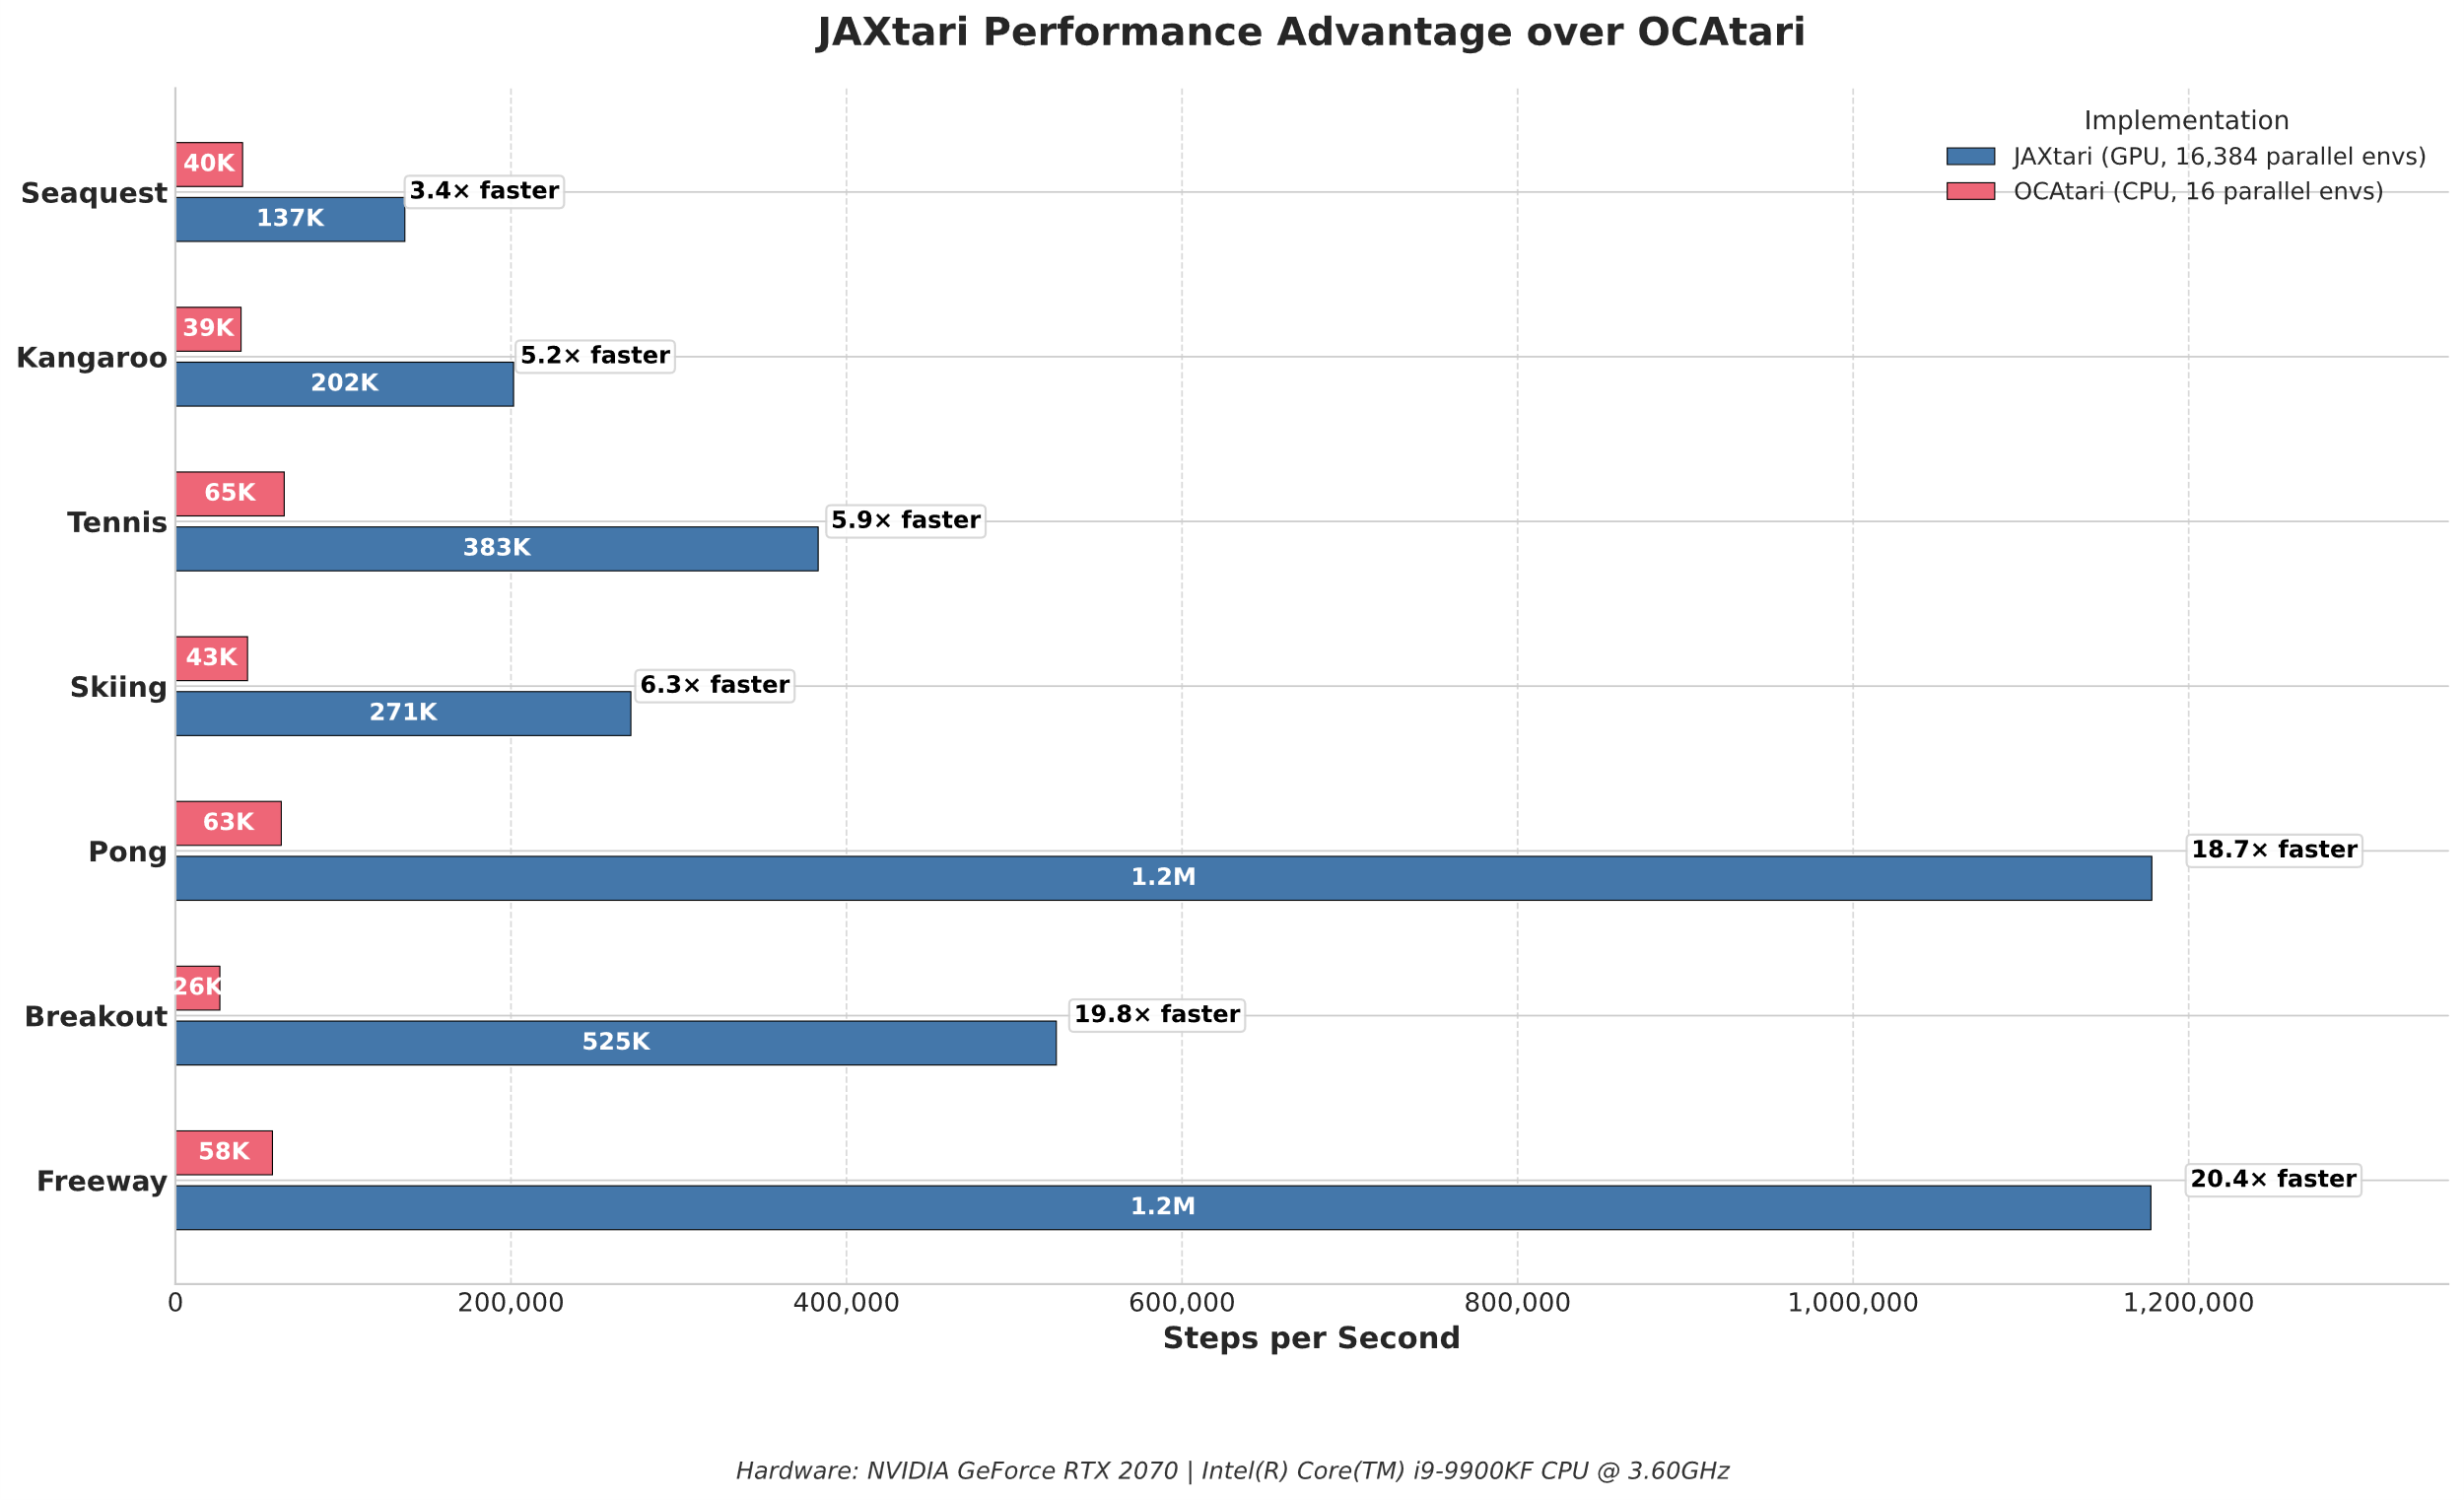 JAXtari Performance Advantage over OCAtari
Implementation
JAXtari (GPU, 16,384 parallel envs)
OCAtari (CPU, 16 parallel envs)
Seaquest
40K
137K
3.4× faster
Kangaroo
39K
202K
5.2× faster
Tennis
65K
383K
5.9× faster
Skiing
43K
271K
6.3× faster
Pong
63K
1.2M
18.7× faster
Breakout
26K
525K
19.8× faster
Freeway
58K
1.2M
20.4× faster
0 200,000 400,000 600,000 800,000 1,000,000 1,200,000
Steps per Second
Hardware: NVIDIA GeForce RTX 2070 | Intel(R) Core(TM) i9-9900KF CPU @ 3.60GHz